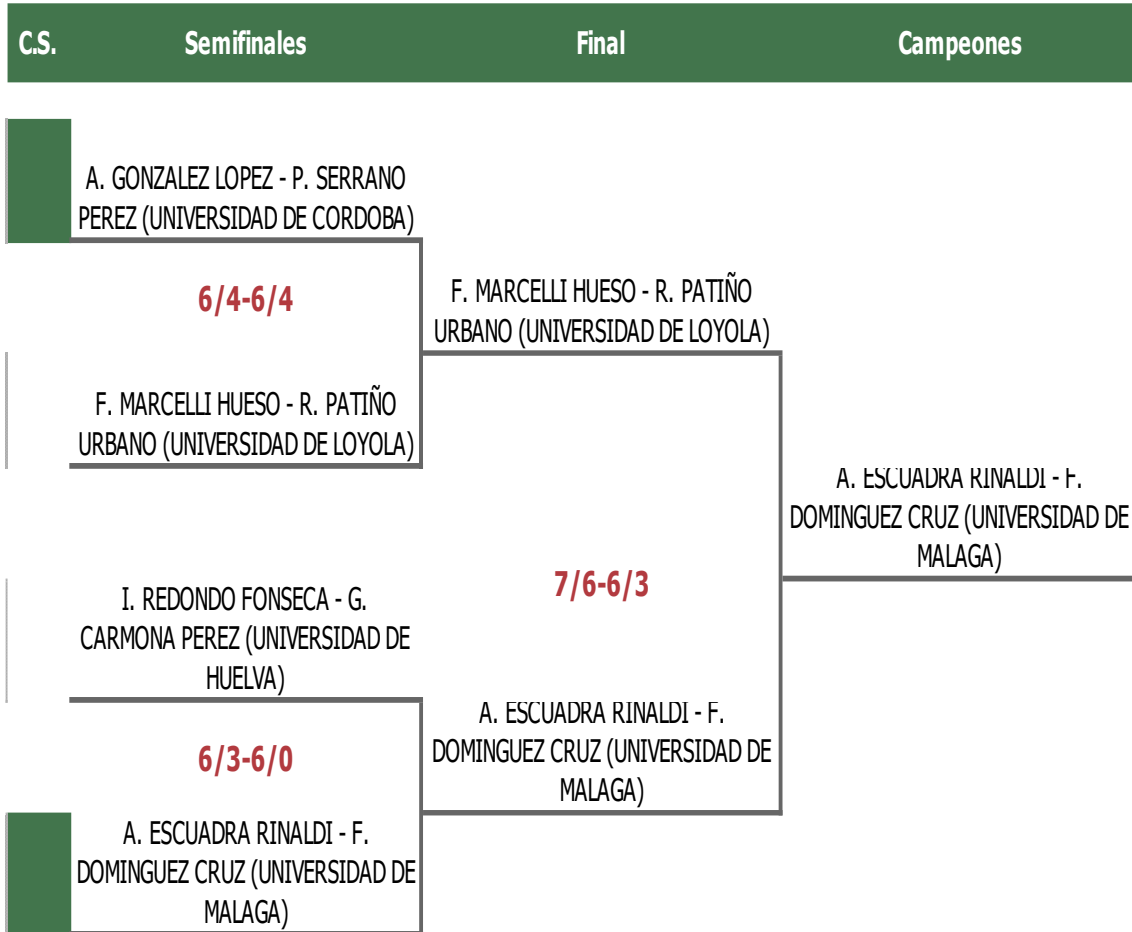 C.S. Semifinales Final Campeones
A. GONZALEZ LOPEZ - P. SERRANO
PEREZ (UNIVERSIDAD DE CORDOBA)
6/4-6/4
F. MARCELLI HUESO - R. PATIÑO
URBANO (UNIVERSIDAD DE LOYOLA)
F. MARCELLI HUESO - R. PATIÑO
URBANO (UNIVERSIDAD DE LOYOLA)
A. ESCUADRA RINALDI - F.
DOMINGUEZ CRUZ (UNIVERSIDAD DE
MALAGA)
7/6-6/3
I. REDONDO FONSECA - G.
CARMONA PEREZ (UNIVERSIDAD DE
HUELVA)
A. ESCUADRA RINALDI - F.
DOMINGUEZ CRUZ (UNIVERSIDAD DE
MALAGA)
6/3-6/0
A. ESCUADRA RINALDI - F.
DOMINGUEZ CRUZ (UNIVERSIDAD DE
MALAGA)